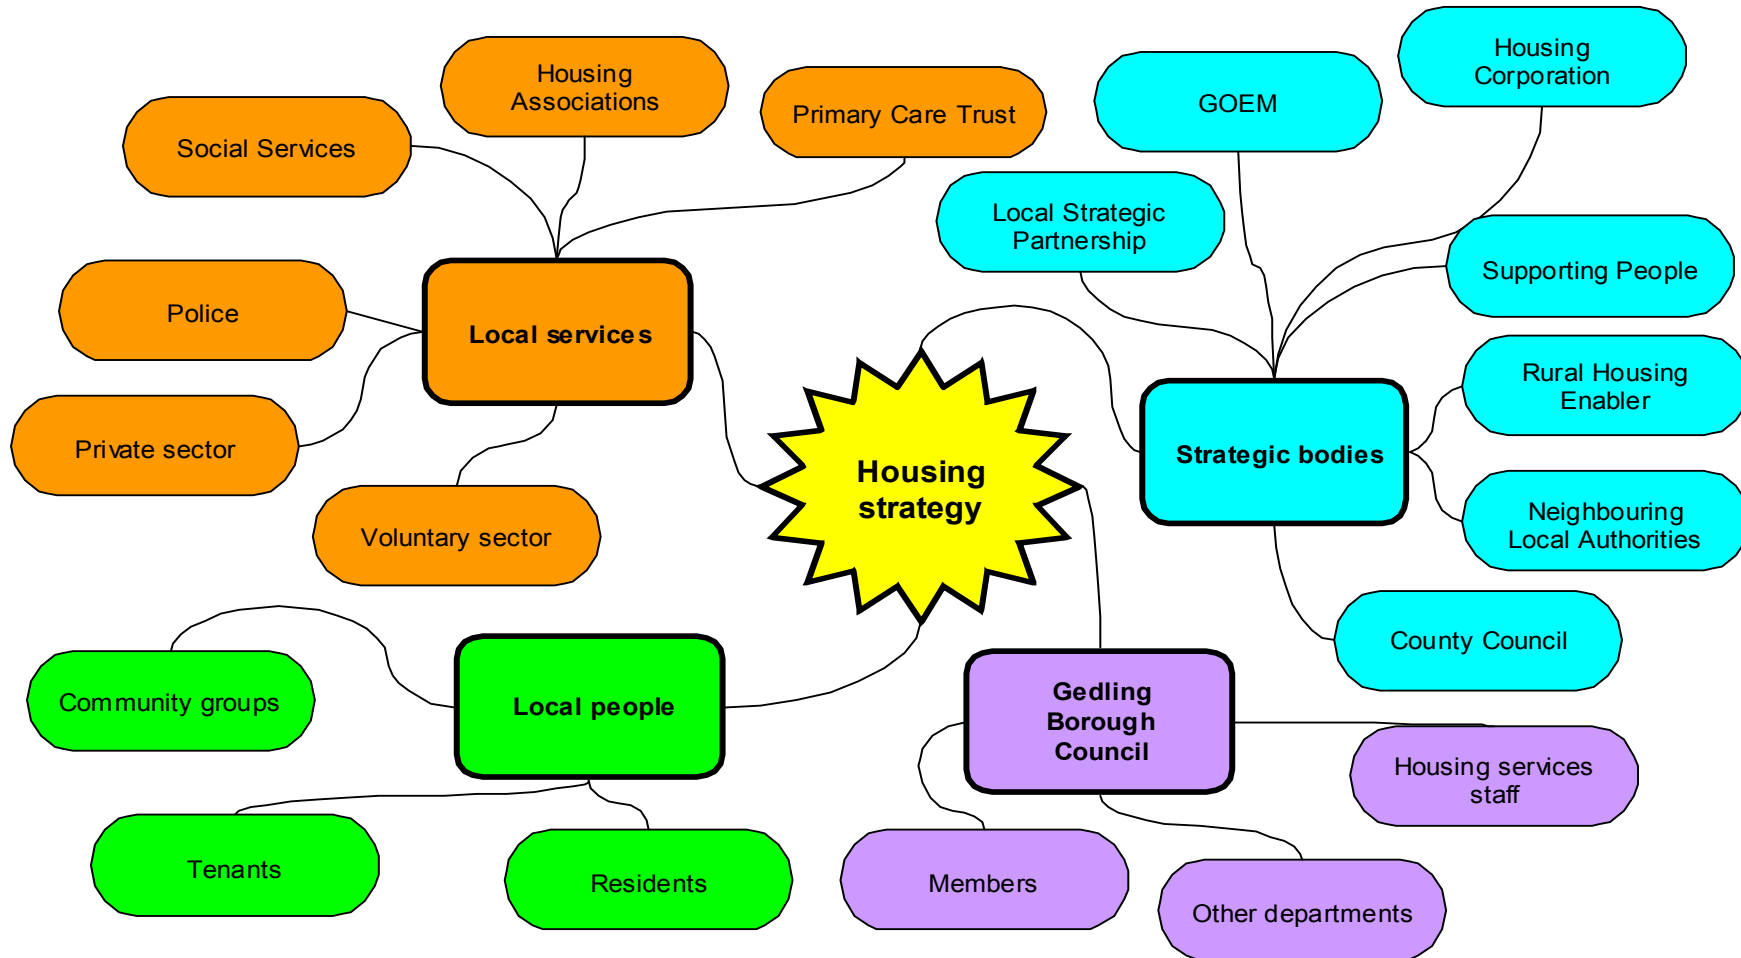 Housing
Associations
Primary Care Trust
Social Services
Police
Local services
Private sector
Voluntary sector
Housing
Corporation
GOEM
Local Strategic
Partnership
Supporting People
Rural Housing
Enabler
Strategic bodies
Neighbouring
Local Authorities
County Council
Housing
strategy
Local people
Community groups
Tenants
Residents
Gedling
Borough
Council
Housing services
staff
Members
Other departments